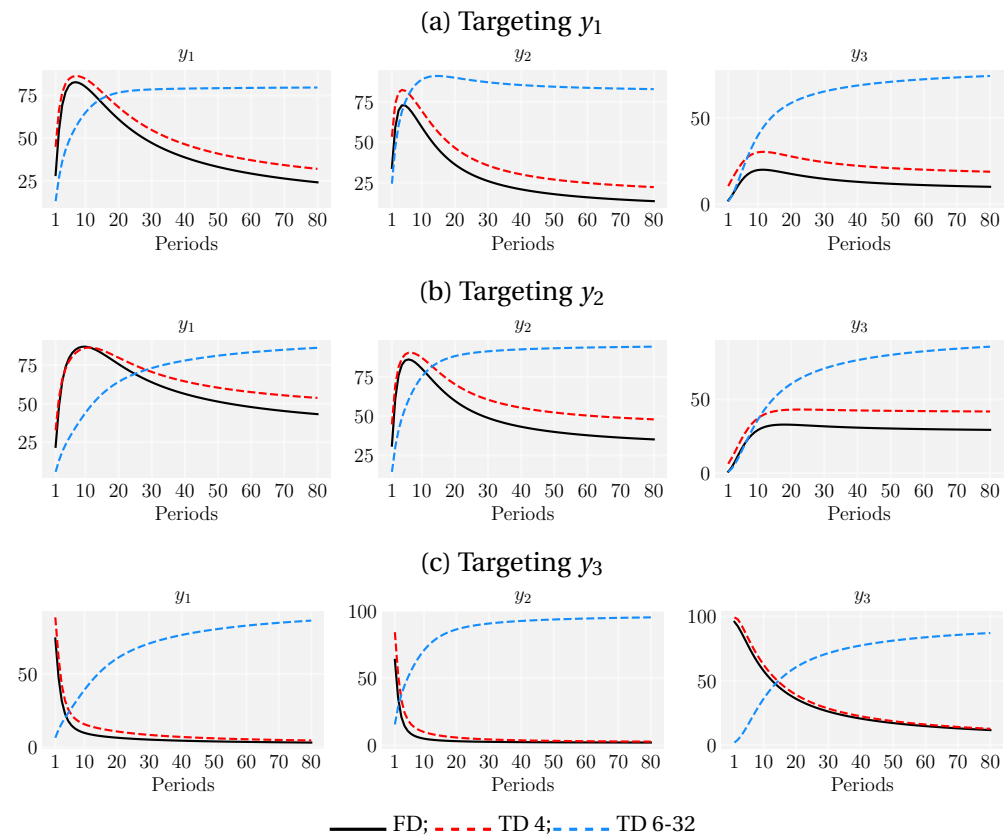 (a) Targeting y₁
y₁ y₂ y₃
75 75
50 50 50
25 25
0
1 10 20 30 40 50 60 70 80 1 10 20 30 40 50 60 70 80 1 10 20 30 40 50 60 70 80
Periods Periods Periods
(b) Targeting y₂
y₁ y₂ y₃
75 75
50 50 50
25 25
0
1 10 20 30 40 50 60 70 80 1 10 20 30 40 50 60 70 80 1 10 20 30 40 50 60 70 80
Periods Periods Periods
(c) Targeting y₃
y₁ y₂ y₃
100 100
50 50 50
0 0 0
1 10 20 30 40 50 60 70 80 1 10 20 30 40 50 60 70 80 1 10 20 30 40 50 60 70 80
Periods Periods Periods
FD; TD 4; TD 6-32